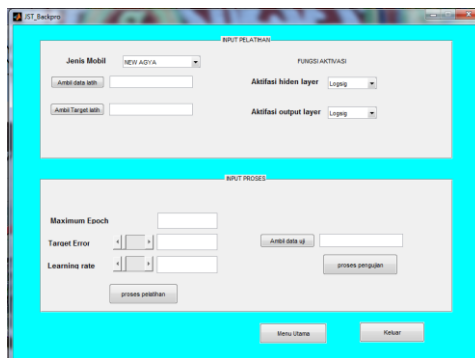 JST_Backpro
INPUT PELATIHAN
Jenis Mobil NEW AGYA FUNGSI AKTIVASI
Ambil data latih Aktifasi hiden layer Logsig
Ambil Target latih Aktifasi output layer Logsig
INPUT PROSES
Maximum Epoch
Target Error Ambil data uji
Learning rate proses pengujian
proses pelatihan
Menu Utama Keluar